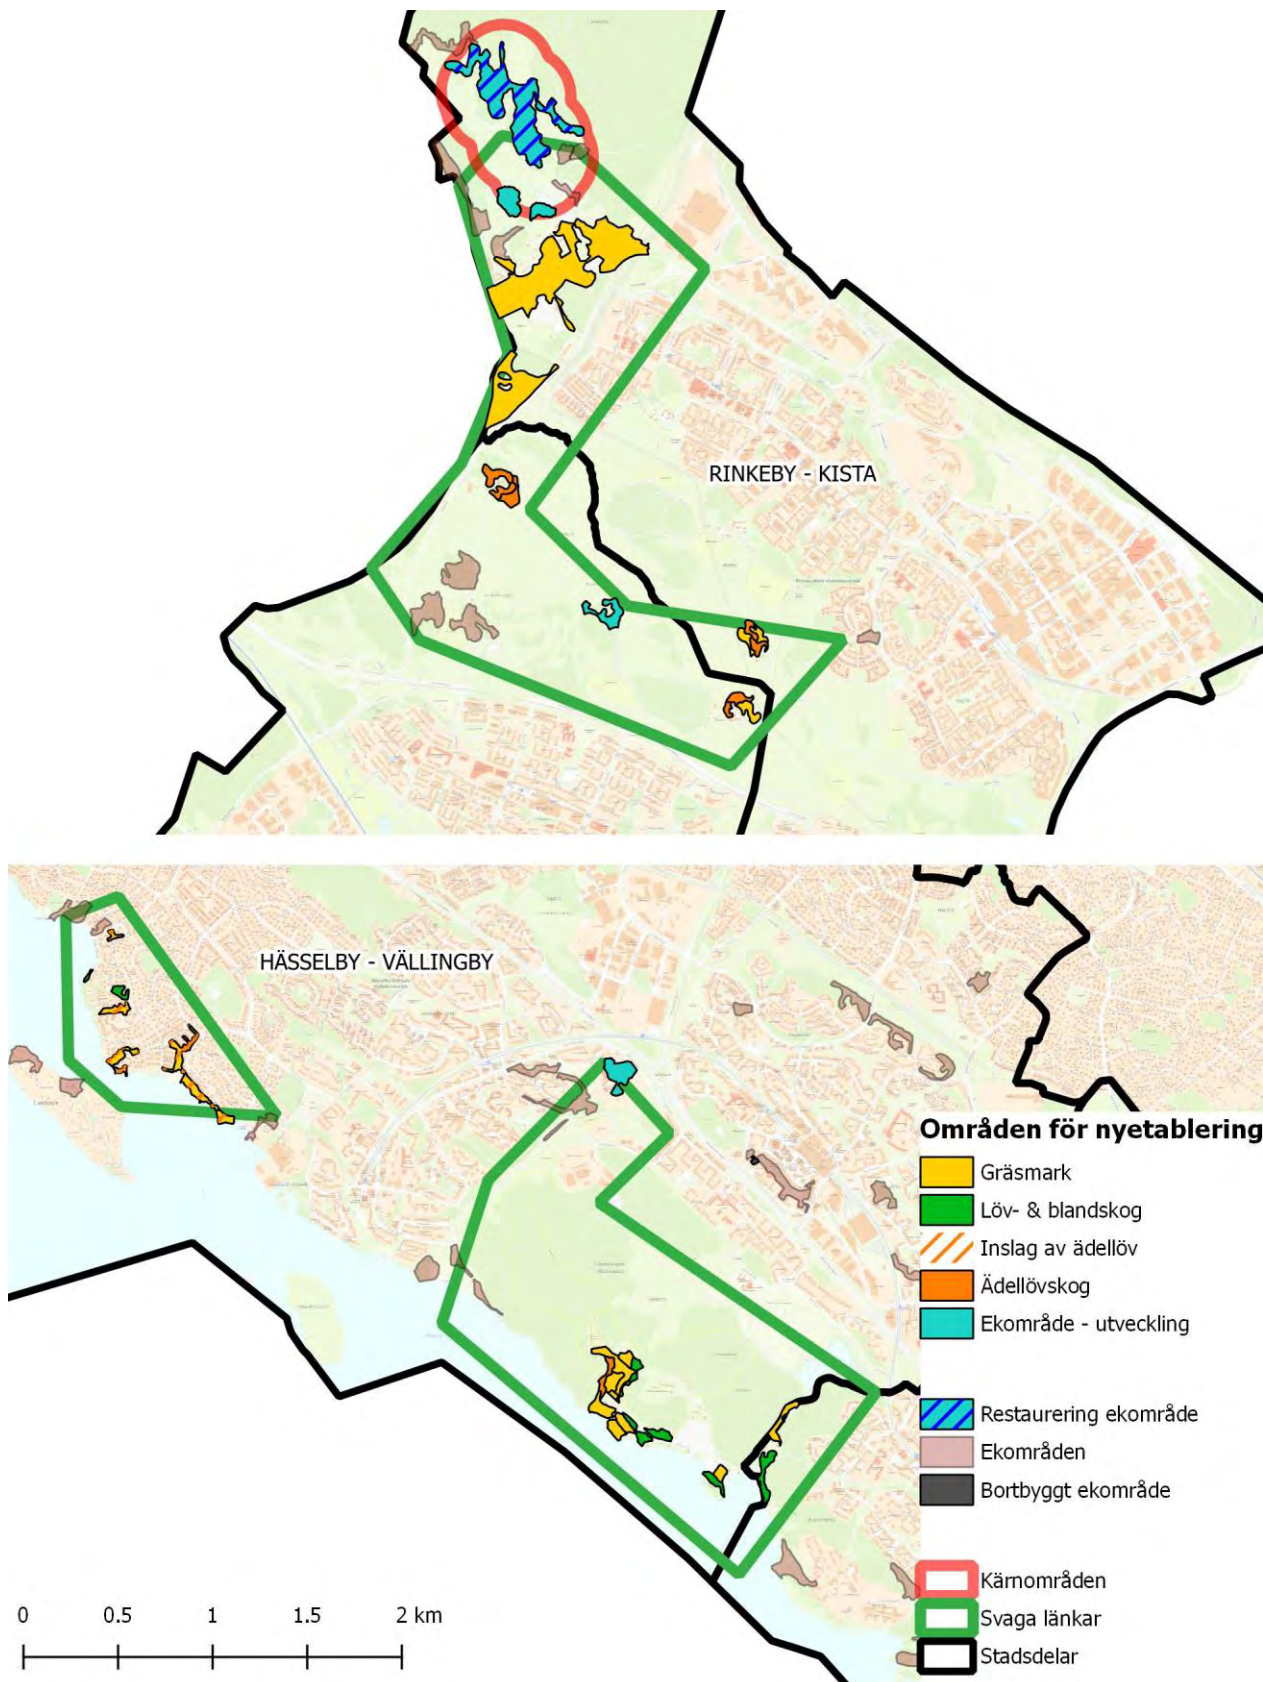 RINKEBY - KISTA
HÄSSELBY - VÄLLINGBY
Områden för nyetablering
Gräsmark
Löv- & blandskog
Inslag av ädellöv
Ädellövskog
Ekområde - utveckling
Restaurering ekområde
Ekområden
Bortbyggt ekområde
Kärnområden
Svaga länkar
Stadsdelar
0 0.5 1 1.5 2 km